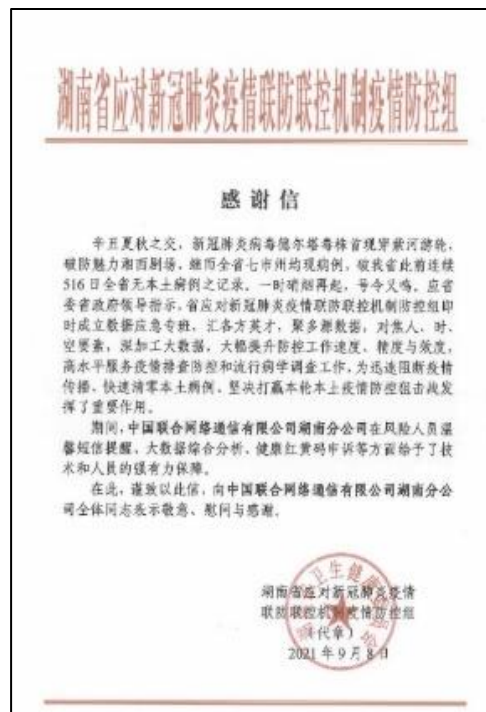 湖南省应对新冠肺炎疫情联防联控机制疫情防控组
感谢信
辛丑夏秋之交，新冠肺炎病毒德尔塔毒株首现穿紫河游轮，
破防魅力湘西剧场，继而全省七市州均现病例，破我省此前连续
516日全省无本土病例之记录。一时硝烟再起，号令又鸣。应省
委省政府领导指示，省应对新冠肺炎疫情联防联控机制防控组即
时成立数据应急专班，汇各方英才，聚多源数据，对焦人、时、
空要素，深加工大数据，大幅提升防控工作速度、精度与效度，
高水平服务疫情排查防控和流行病学调查工作，为迅速阻断疫情
传播，快速清零本土病例，坚决打赢本轮本土疫情防控阻击战发
挥了重要作用。
期间，中国联合网络通信有限公司湖南分公司在风险人员温
馨短信提醒、大数据综合分析、健康红黄码申诉等方面给予了技
术和人员的强有力保障。
在此，谨致以此信，向中国联合网络通信有限公司湖南分公
司全体同志表示敬意、慰问与感谢。
湖南省应对新冠肺炎疫情
联防联控机制疫情防控组
（代章）
2021年9月8日